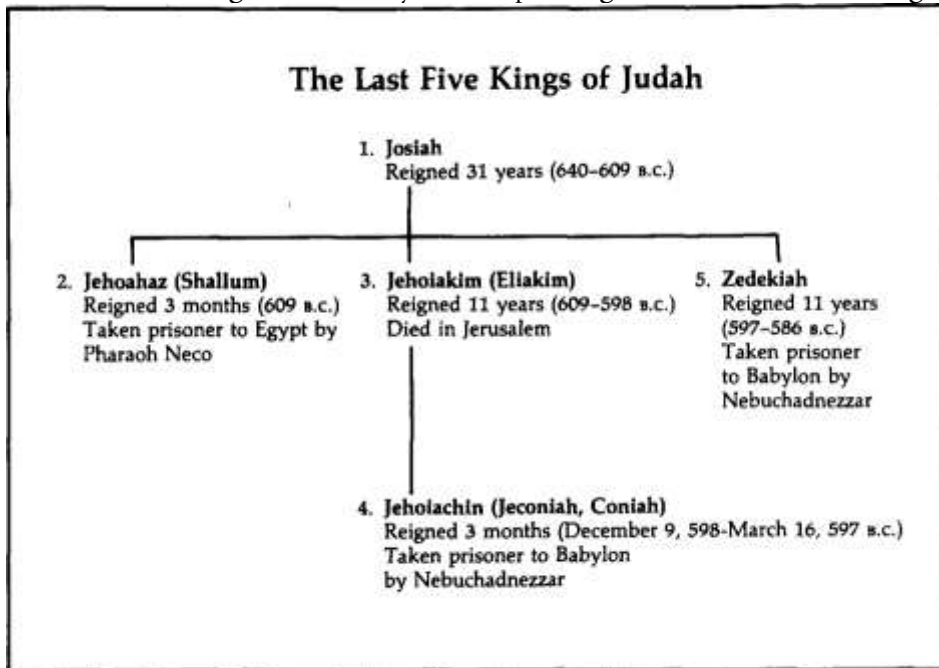 The Last Five Kings of Judah
1. Josiah
Reigned 31 years (640–609 B.C.)
2. Jehoahaz (Shallum)
Reigned 3 months (609 B.C.)
Taken prisoner to Egypt by
Pharaoh Neco
3. Jehoiakim (Eliakim)
Reigned 11 years (609–598 B.C.)
Died in Jerusalem
5. Zedekiah
Reigned 11 years
(597–586 B.C.)
Taken prisoner
to Babylon by
Nebuchadnezzar
4. Jehoiachin (Jeconiah, Coniah)
Reigned 3 months (December 9, 598-March 16, 597 B.C.)
Taken prisoner to Babylon
by Nebuchadnezzar